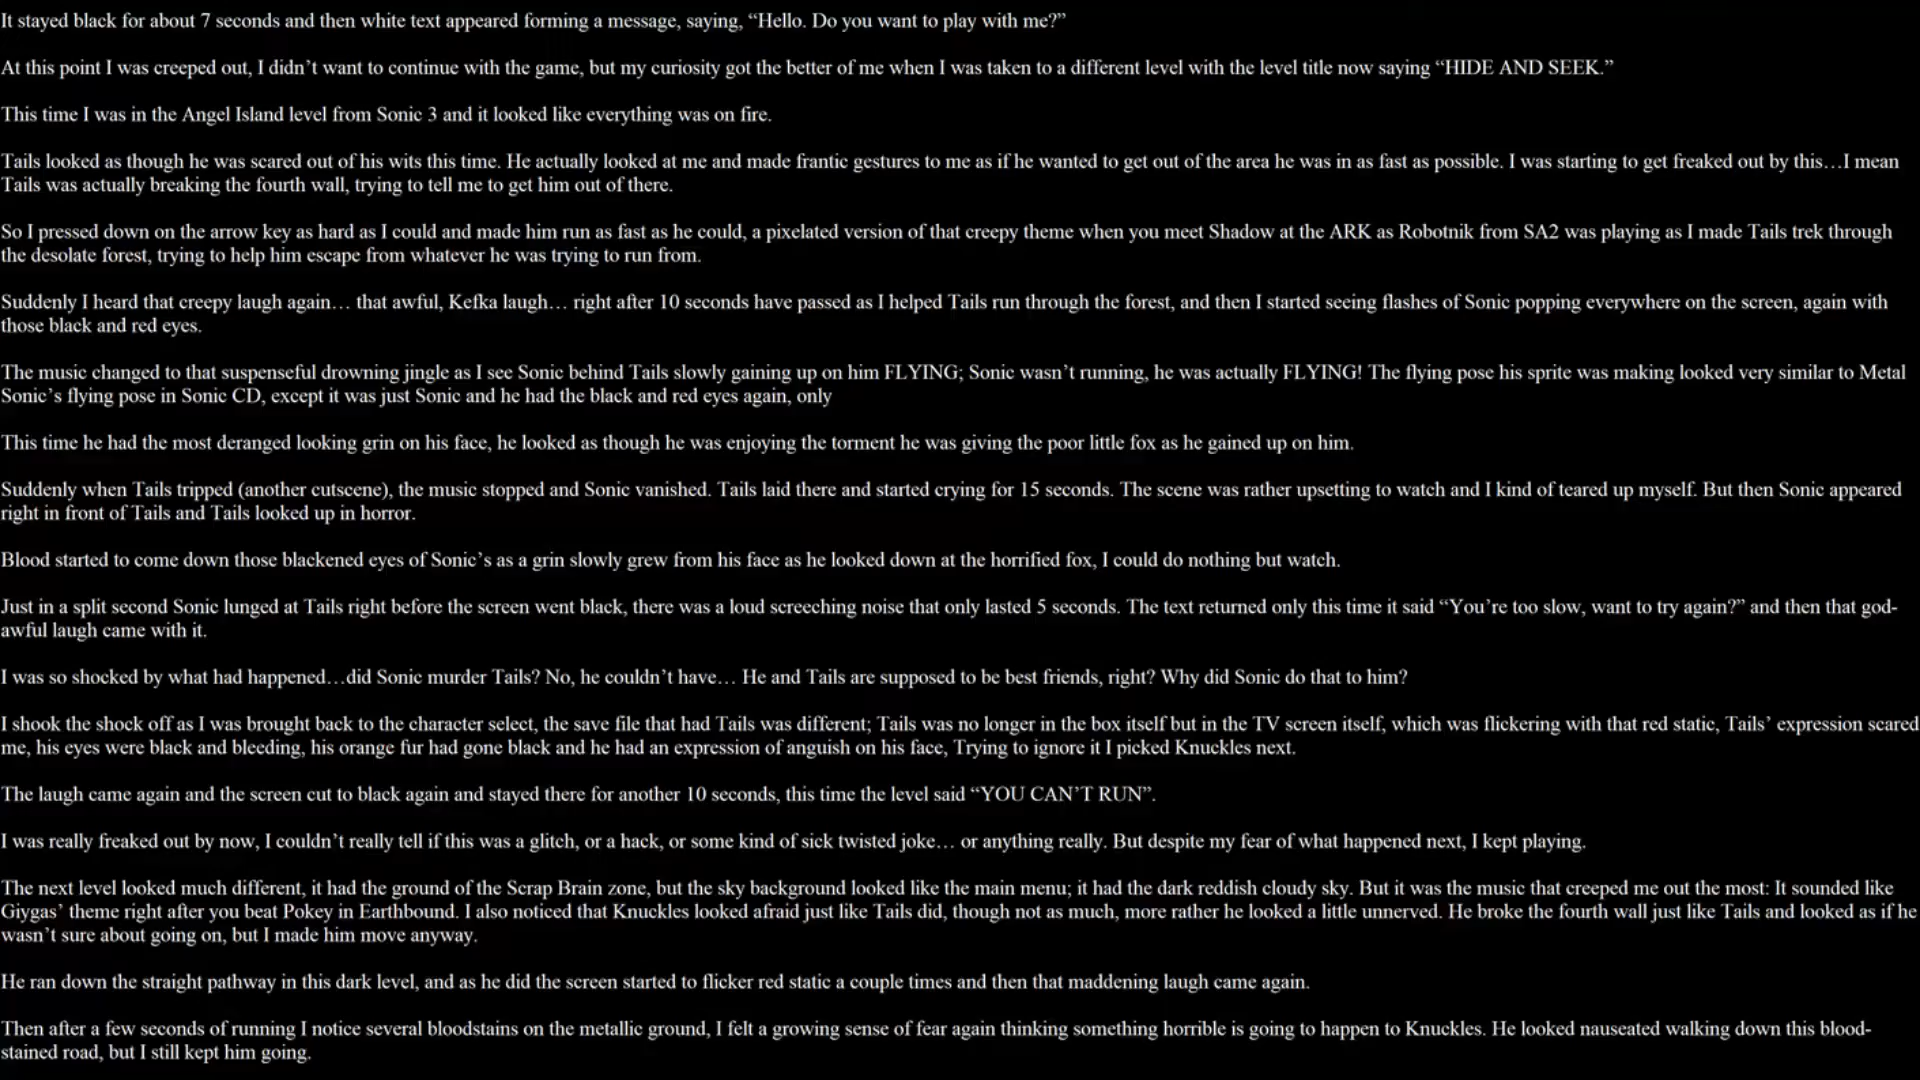 It stayed black for about 7 seconds and then white text appeared forming a message, saying, “Hello. Do you want to play with me?”
At this point I was creeped out, I didn’t want to continue with the game, but my curiosity got the better of me when I was taken to a different level with the level title now saying “HIDE AND SEEK.”
This time I was in the Angel Island level from Sonic 3 and it looked like everything was on fire.
Tails looked as though he was scared out of his wits this time. He actually looked at me and made frantic gestures to me as if he wanted to get out of the area he was in as fast as possible. I was starting to get freaked out by this…I mean
Tails was actually breaking the fourth wall, trying to tell me to get him out of there.
So I pressed down on the arrow key as hard as I could and made him run as fast as he could, a pixelated version of that creepy theme when you meet Shadow at the ARK as Robotnik from SA2 was playing as I made Tails trek through
the desolate forest, trying to help him escape from whatever he was trying to run from.
Suddenly I heard that creepy laugh again… that awful, Kefka laugh… right after 10 seconds have passed as I helped Tails run through the forest, and then I started seeing flashes of Sonic popping everywhere on the screen, again with
those black and red eyes.
The music changed to that suspenseful drowning jingle as I see Sonic behind Tails slowly gaining up on him FLYING; Sonic wasn’t running, he was actually FLYING! The flying pose his sprite was making looked very similar to Metal
Sonic’s flying pose in Sonic CD, except it was just Sonic and he had the black and red eyes again, only
This time he had the most deranged looking grin on his face, he looked as though he was enjoying the torment he was giving the poor little fox as he gained up on him.
Suddenly when Tails tripped (another cutscene), the music stopped and Sonic vanished. Tails laid there and started crying for 15 seconds. The scene was rather upsetting to watch and I kind of teared up myself. But then Sonic appeared
right in front of Tails and Tails looked up in horror.
Blood started to come down those blackened eyes of Sonic’s as a grin slowly grew from his face as he looked down at the horrified fox, I could do nothing but watch.
Just in a split second Sonic lunged at Tails right before the screen went black, there was a loud screeching noise that only lasted 5 seconds. The text returned only this time it said “You’re too slow, want to try again?” and then that god-
awful laugh came with it.
I was so shocked by what had happened…did Sonic murder Tails? No, he couldn’t have… He and Tails are supposed to be best friends, right? Why did Sonic do that to him?
I shook the shock off as I was brought back to the character select, the save file that had Tails was different; Tails was no longer in the box itself but in the TV screen itself, which was flickering with that red static, Tails’ expression scared
me, his eyes were black and bleeding, his orange fur had gone black and he had an expression of anguish on his face, Trying to ignore it I picked Knuckles next.
The laugh came again and the screen cut to black again and stayed there for another 10 seconds, this time the level said “YOU CAN’T RUN”.
I was really freaked out by now, I couldn’t really tell if this was a glitch, or a hack, or some kind of sick twisted joke… or anything really. But despite my fear of what happened next, I kept playing.
The next level looked much different, it had the ground of the Scrap Brain zone, but the sky background looked like the main menu; it had the dark reddish cloudy sky. But it was the music that creeped me out the most: It sounded like
Giygas’ theme right after you beat Pokey in Earthbound. I also noticed that Knuckles looked afraid just like Tails did, though not as much, more rather he looked a little unnerved. He broke the fourth wall just like Tails and looked as if he
wasn’t sure about going on, but I made him move anyway.
He ran down the straight pathway in this dark level, and as he did the screen started to flicker red static a couple times and then that maddening laugh came again.
Then after a few seconds of running I notice several bloodstains on the metallic ground, I felt a growing sense of fear again thinking something horrible is going to happen to Knuckles. He looked nauseated walking down this blood-
stained road, but I still kept him going.